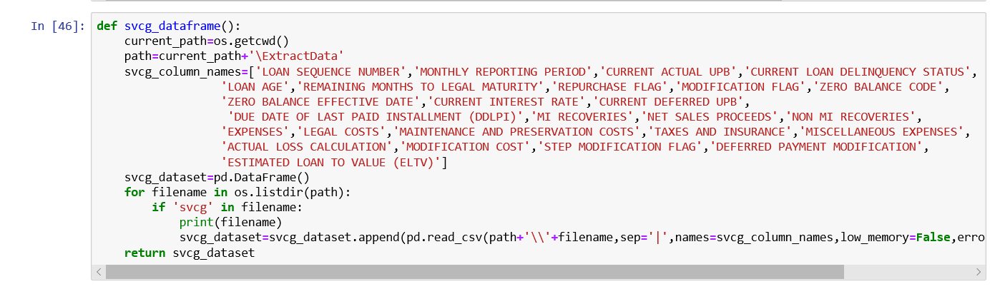 In [46]: def svcg_dataframe():
    current_path=os.getcwd()
    path=current_path+'\ExtractData'
    svcg_column_names=['LOAN SEQUENCE NUMBER','MONTHLY REPORTING PERIOD','CURRENT ACTUAL UPB','CURRENT LOAN DELINQUENCY STATUS',
                  'LOAN AGE','REMAINING MONTHS TO LEGAL MATURITY','REPURCHASE FLAG','MODIFICATION FLAG','ZERO BALANCE CODE',
                  'ZERO BALANCE EFFECTIVE DATE','CURRENT INTEREST RATE','CURRENT DEFERRED UPB',
                   'DUE DATE OF LAST PAID INSTALLMENT (DDLPI)','MI RECOVERIES','NET SALES PROCEEDS','NON MI RECOVERIES',
                  'EXPENSES','LEGAL COSTS','MAINTENANCE AND PRESERVATION COSTS','TAXES AND INSURANCE','MISCELLANEOUS EXPENSES',
                  'ACTUAL LOSS CALCULATION','MODIFICATION COST','STEP MODIFICATION FLAG','DEFERRED PAYMENT MODIFICATION',
                  'ESTIMATED LOAN TO VALUE (ELTV)']
    svcg_dataset=pd.DataFrame()
    for filename in os.listdir(path):
        if 'svcg' in filename:
            print(filename)
            svcg_dataset=svcg_dataset.append(pd.read_csv(path+'\\'+filename,sep='|',names=svcg_column_names,low_memory=False,erro
    return svcg_dataset